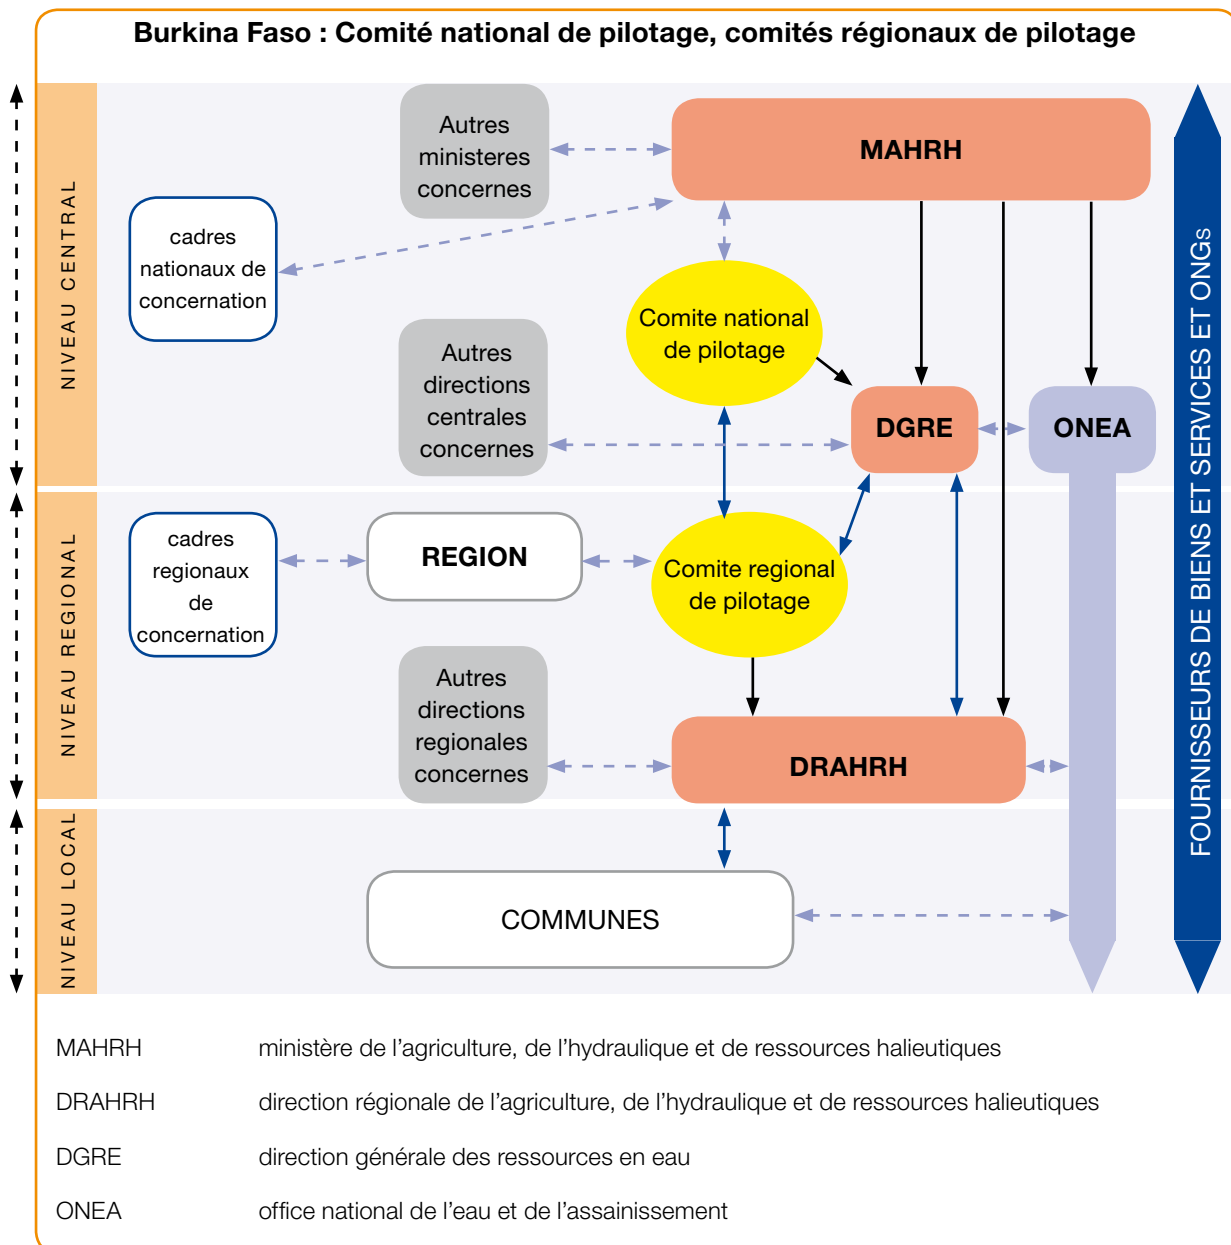 Burkina Faso : Comité national de pilotage, comités régionaux de pilotage
NIVEAU CENTRAL
Autres
ministeres
concernes
MAHRH
cadres
nationaux de
concernation
Comite national
de pilotage
Autres
directions
centrales
concernes
DGRE
ONEA
FOURNISSEURS DE BIENS ET SERVICES ET ONGs
NIVEAU REGIONAL
cadres
regionaux
de
concernation
REGION
Comite regional
de pilotage
Autres
directions
regionales
concernes
DRAHRH
NIVEAU LOCAL
COMMUNES
MAHRH ministère de l’agriculture, de l’hydraulique et de ressources halieutiques
DRAHRH direction régionale de l’agriculture, de l’hydraulique et de ressources halieutiques
DGRE direction générale des ressources en eau
ONEA office national de l’eau et de l’assainissement